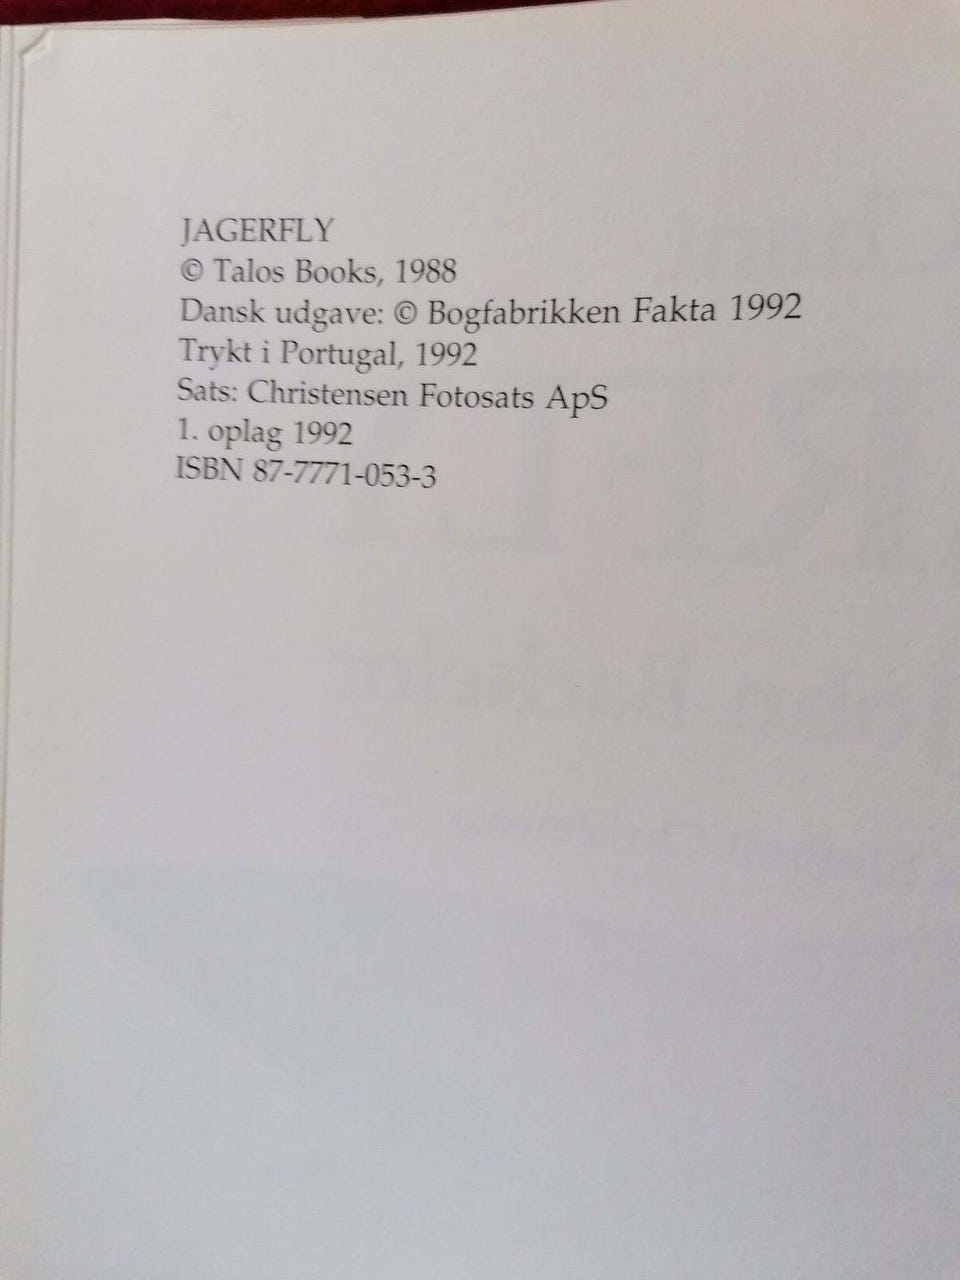 JAGERFLY
© Talos Books, 1988
Dansk udgave: © Bogfabrikken Fakta 1992
Trykt i Portugal, 1992
Sats: Christensen Fotosats ApS
1. oplag 1992
ISBN 87-7771-053-3